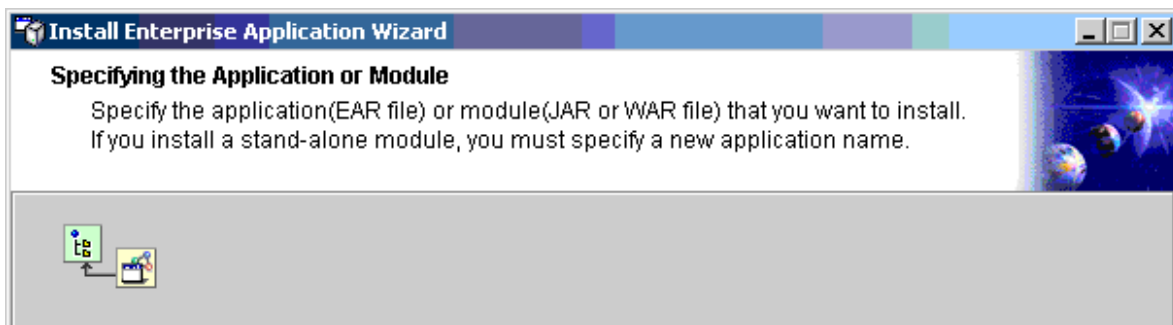 Install Enterprise Application Wizard
Specifying the Application or Module
Specify the application(EAR file) or module(JAR or WAR file) that you want to install.
If you install a stand-alone module, you must specify a new application name.